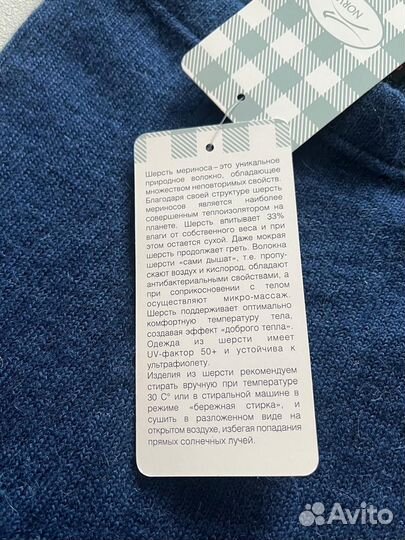 NORV
Шерсть мериноса – это уникальное
природное волокно, обладающее
множеством неповторимых свойств.
Благодаря своей структуре шерсть
мериносов является наиболее
совершенным теплоизолятором на
планете. Шерсть впитывает 33%
влаги от собственного веса и при
этом остается сухой. Даже мокрая
шерсть продолжает греть. Волокна
шерсти «сами дышат», т.е. пропу-
скают воздух и кислород, обладают
антибактериальными свойствами, а
при соприкосновении с телом
осуществляют микро-массаж.
Шерсть поддерживает оптимально
комфортную температуру тела,
создавая эффект «доброго тепла».
Одежда из шерсти имеет
UV-фактор 50+ и устойчива к
ультрафиолету.
Изделия из шерсти рекомендуем
стирать вручную при температуре
30 С° или в стиральной машине в
режиме «бережная стирка», и
сушить в разложенном виде на
открытом воздухе, избегая попадания
прямых солнечных лучей.
Avito